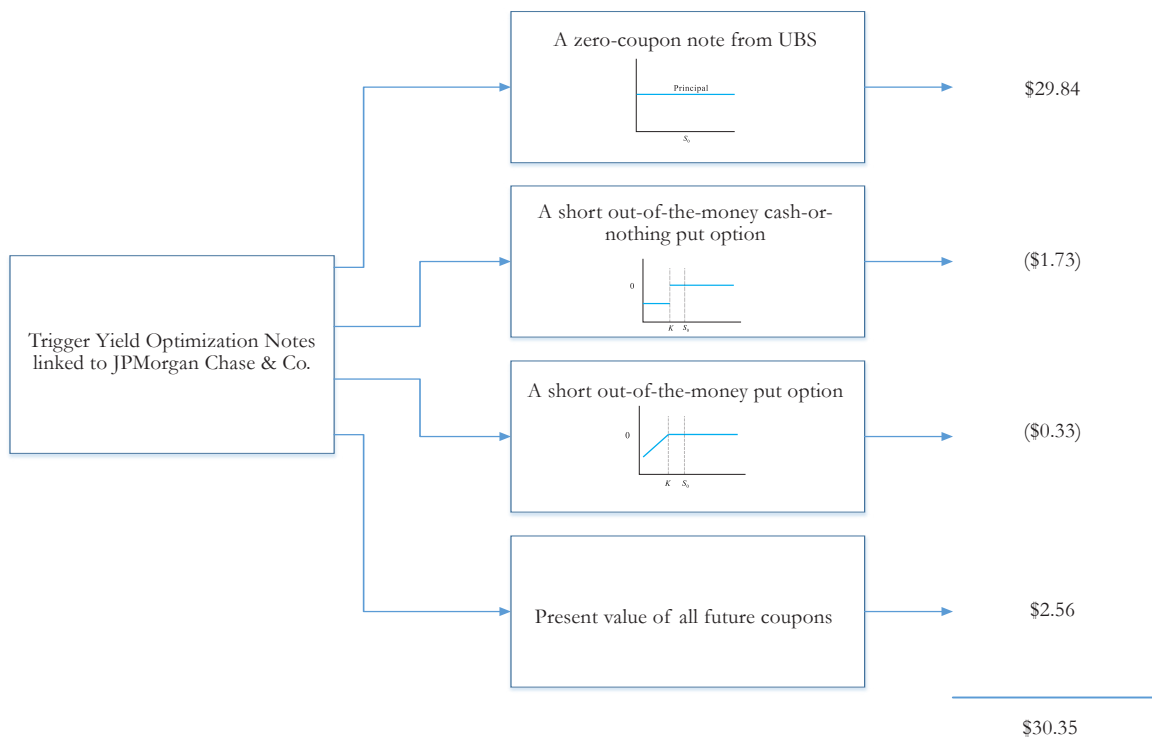 A zero-coupon note from UBS
Principal
S0
$29.84
A short out-of-the-money cash-or-
nothing put option
0
K
S0
($1.73)
Trigger Yield Optimization Notes
linked to JPMorgan Chase & Co.
A short out-of-the-money put option
0
K
S0
($0.33)
Present value of all future coupons
$2.56
$30.35